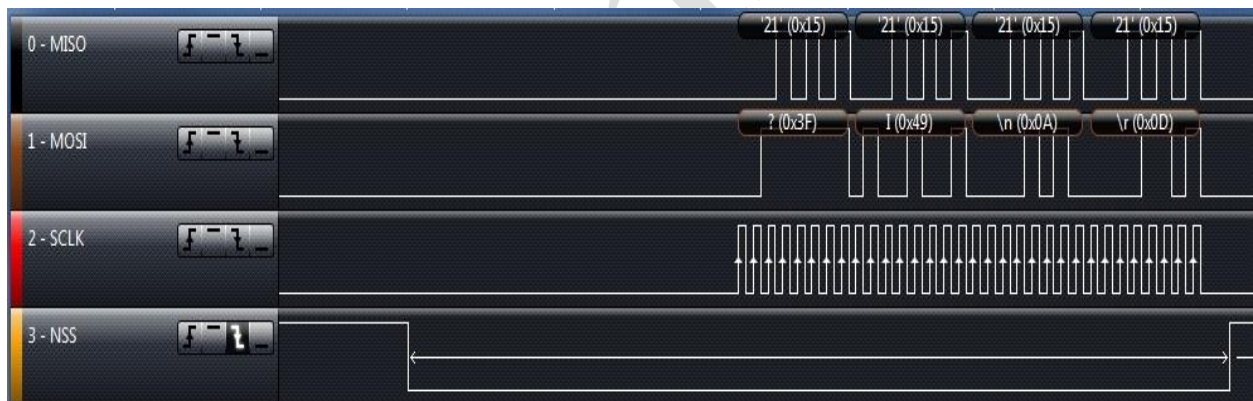 0 - MISO
'21' (0x15) '21' (0x15) '21' (0x15) '21' (0x15)
1 - MOSI
? (0x3F) I (0x49) \n (0x0A) \r (0x0D)
2 - SCLK
3 - NSS